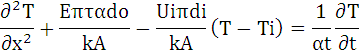 ∂²T/∂x² + Eπταdo/kA − Uiπdi/kA (T − Ti) = 1/αt ∂T/∂t